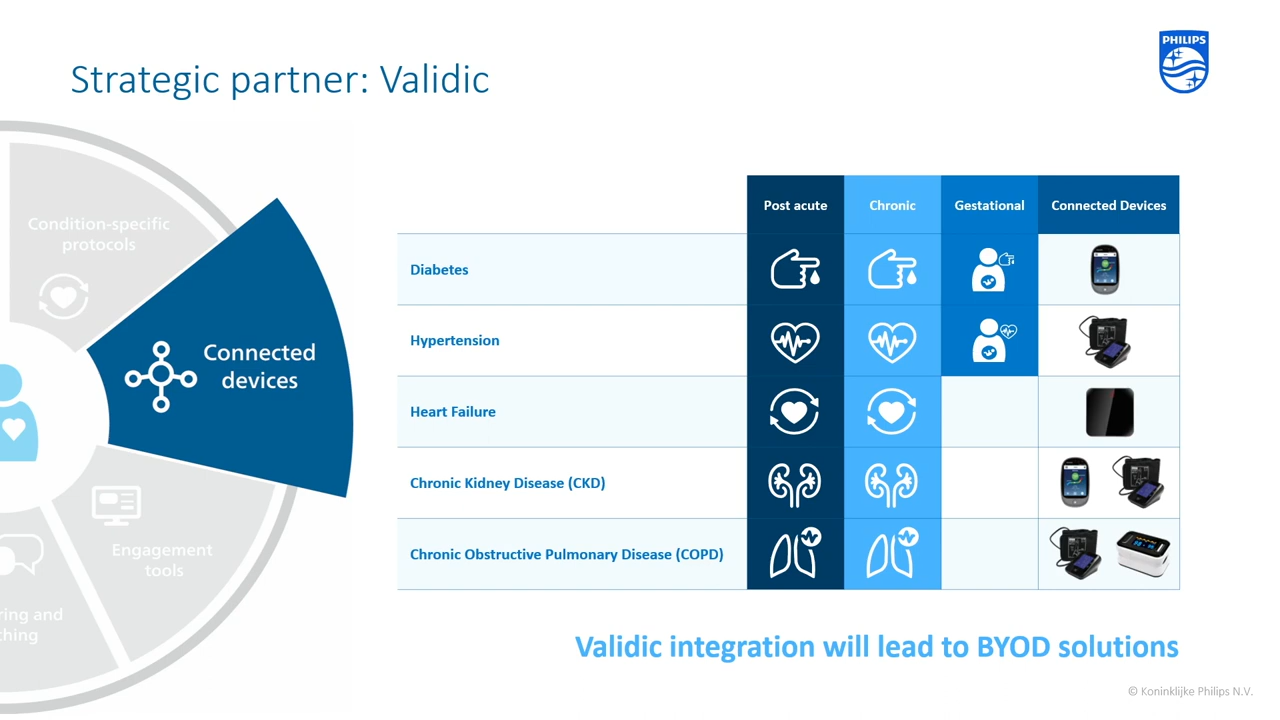 PHILIPS
Strategic partner: Validic
Condition-specific
protocols
Connected
devices
Engagement
tools
ring and
thing
Post acute
Chronic
Gestational
Connected Devices
Diabetes
Hypertension
Heart Failure
Chronic Kidney Disease (CKD)
Chronic Obstructive Pulmonary Disease (COPD)
Validic integration will lead to BYOD solutions
© Koninklijke Philips N.V.